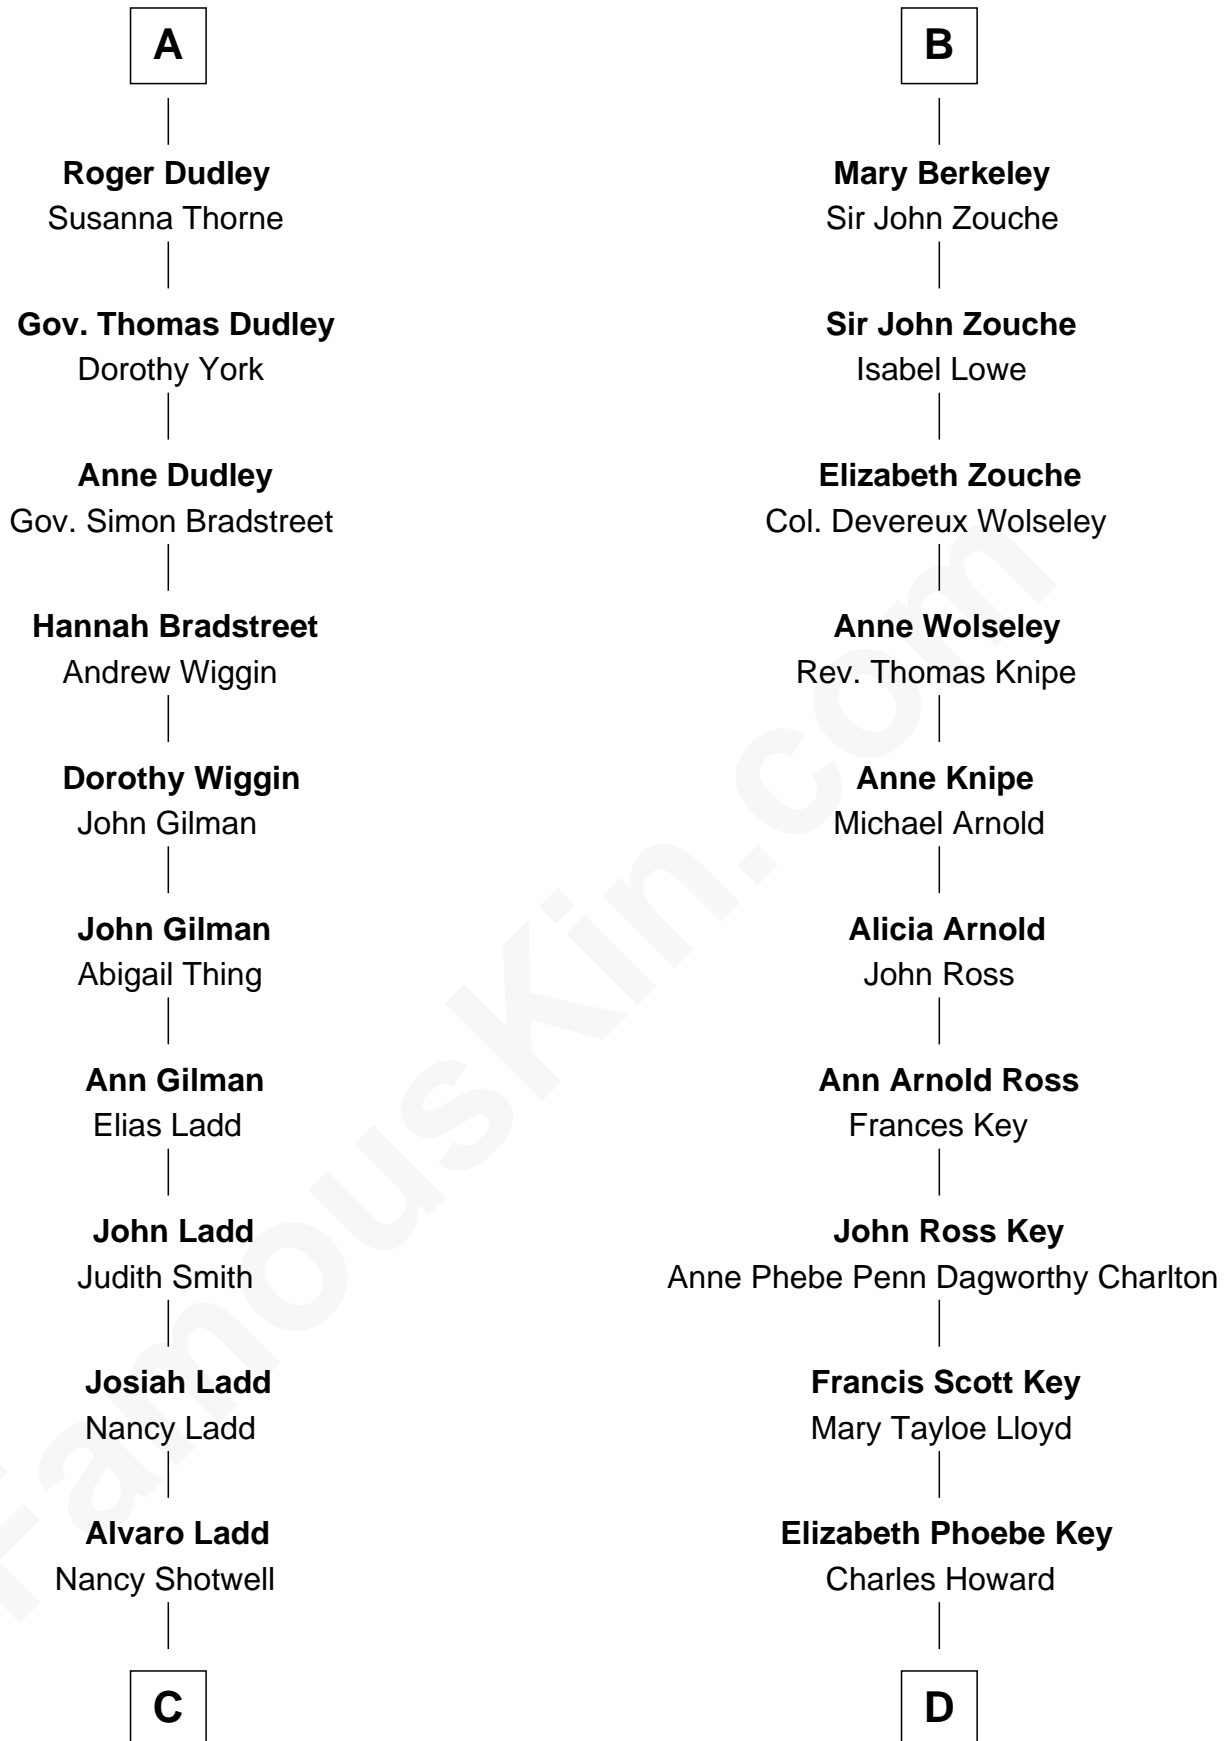 A
Roger Dudley
Susanna Thorne
Gov. Thomas Dudley
Dorothy York
Anne Dudley
Gov. Simon Bradstreet
Hannah Bradstreet
Andrew Wiggin
Dorothy Wiggin
John Gilman
John Gilman
Abigail Thing
Ann Gilman
Elias Ladd
John Ladd
Judith Smith
Josiah Ladd
Nancy Ladd
Alvaro Ladd
Nancy Shotwell
C
B
Mary Berkeley
Sir John Zouche
Sir John Zouche
Isabel Lowe
Elizabeth Zouche
Col. Devereux Wolseley
Anne Wolseley
Rev. Thomas Knipe
Anne Knipe
Michael Arnold
Alicia Arnold
John Ross
Ann Arnold Ross
Frances Key
John Ross Key
Anne Phebe Penn Dagworthy Charlton
Francis Scott Key
Mary Tayloe Lloyd
Elizabeth Phoebe Key
Charles Howard
D
FamousKin.com